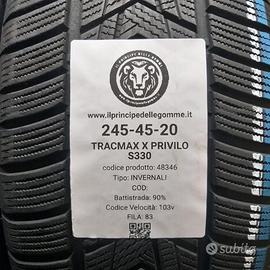 www.ilprincipedellegomme.it
245-45-20
TRACMAX X PRIVILO
S330
codice prodotto: 48346
Tipo: INVERNALI
COD:
Battistrada: 90%
Codice Velocità: 103v
FILA: 83
subito